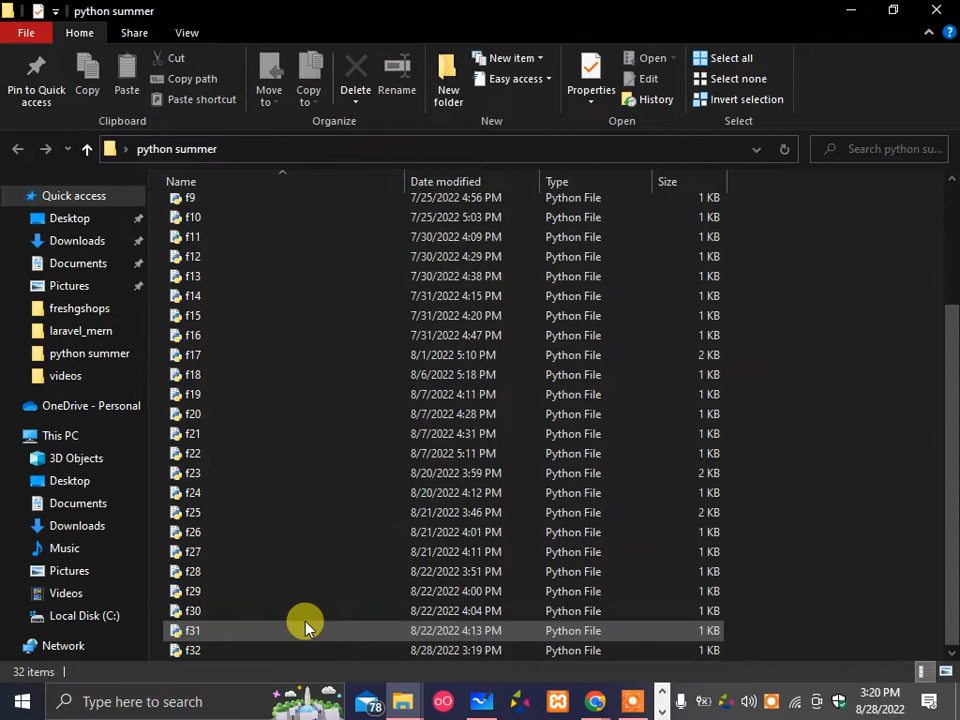 python summer
File Home Share View
Pin to Quick access
Copy
Paste
Cut
Copy path
Paste shortcut
Clipboard
Move to
Copy to
Delete
Rename
Organize
New folder
New item
Easy access
New
Properties
Open
Edit
History
Open
Select all
Select none
Invert selection
Select
python summer
Search python su...
Quick access
Desktop
Downloads
Documents
Pictures
freshgshops
laravel_mern
python summer
videos
OneDrive - Personal
This PC
3D Objects
Desktop
Documents
Downloads
Music
Pictures
Videos
Local Disk (C:)
Network
Name Date modified Type Size
f9 7/25/2022 4:56 PM Python File 1 KB
f10 7/25/2022 5:03 PM Python File 1 KB
f11 7/30/2022 4:09 PM Python File 1 KB
f12 7/30/2022 4:29 PM Python File 1 KB
f13 7/30/2022 4:38 PM Python File 1 KB
f14 7/31/2022 4:15 PM Python File 1 KB
f15 7/31/2022 4:20 PM Python File 1 KB
f16 7/31/2022 4:47 PM Python File 1 KB
f17 8/1/2022 5:10 PM Python File 2 KB
f18 8/6/2022 5:18 PM Python File 1 KB
f19 8/7/2022 4:11 PM Python File 1 KB
f20 8/7/2022 4:28 PM Python File 1 KB
f21 8/7/2022 4:31 PM Python File 1 KB
f22 8/7/2022 5:11 PM Python File 1 KB
f23 8/20/2022 3:59 PM Python File 2 KB
f24 8/20/2022 4:12 PM Python File 1 KB
f25 8/21/2022 3:46 PM Python File 2 KB
f26 8/21/2022 4:01 PM Python File 1 KB
f27 8/21/2022 4:11 PM Python File 1 KB
f28 8/22/2022 3:51 PM Python File 1 KB
f29 8/22/2022 4:00 PM Python File 1 KB
f30 8/22/2022 4:04 PM Python File 1 KB
f31 8/22/2022 4:13 PM Python File 1 KB
f32 8/28/2022 3:19 PM Python File 1 KB
32 items
Type here to search
78
3:20 PM
8/28/2022